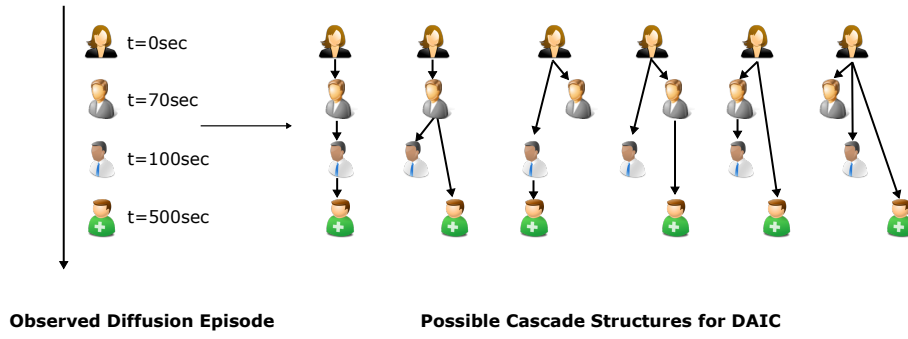 t=0sec
t=70sec
t=100sec
t=500sec
Observed Diffusion Episode
Possible Cascade Structures for DAIC